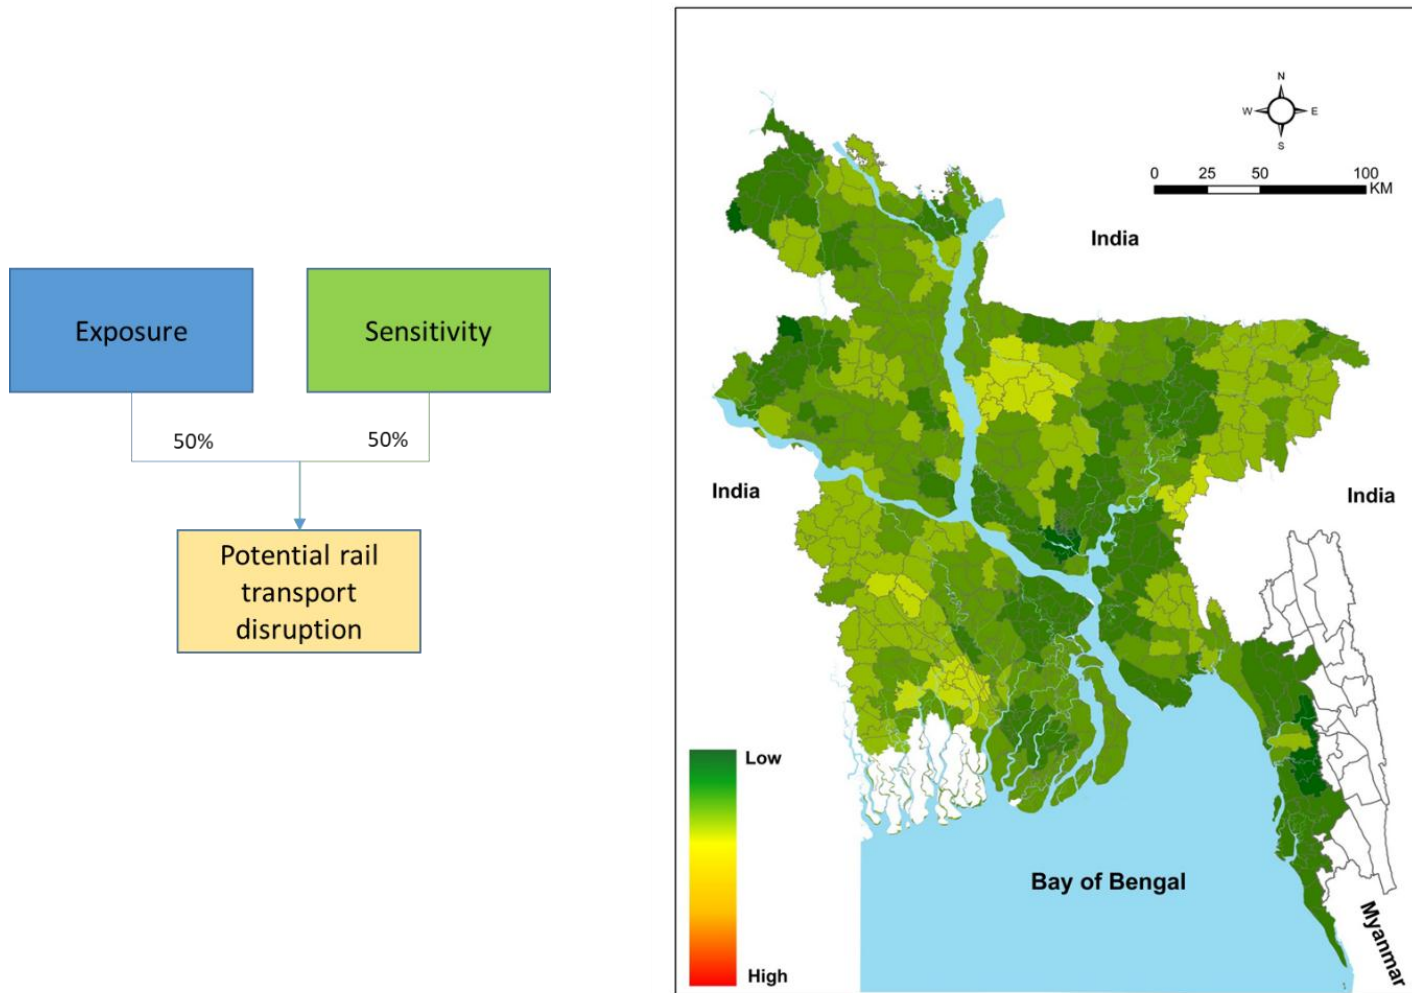 Exposure
Sensitivity
50%
50%
Potential rail
transport
disruption
N
W
E
S
0
25
50
100
KM
India
India
India
Low
High
Bay of Bengal
Myanmar